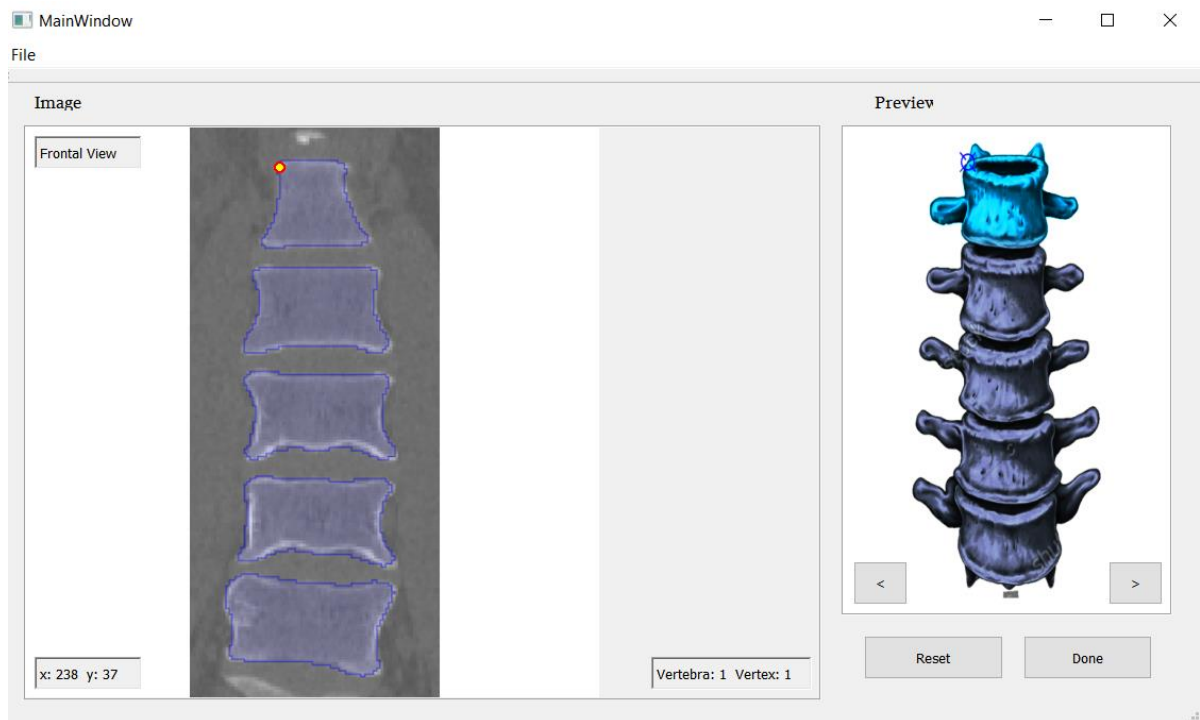 MainWindow
File
Image
Preview
Frontal View
<
>
Reset
Done
x: 238 y: 37
Vertebra: 1 Vertex: 1